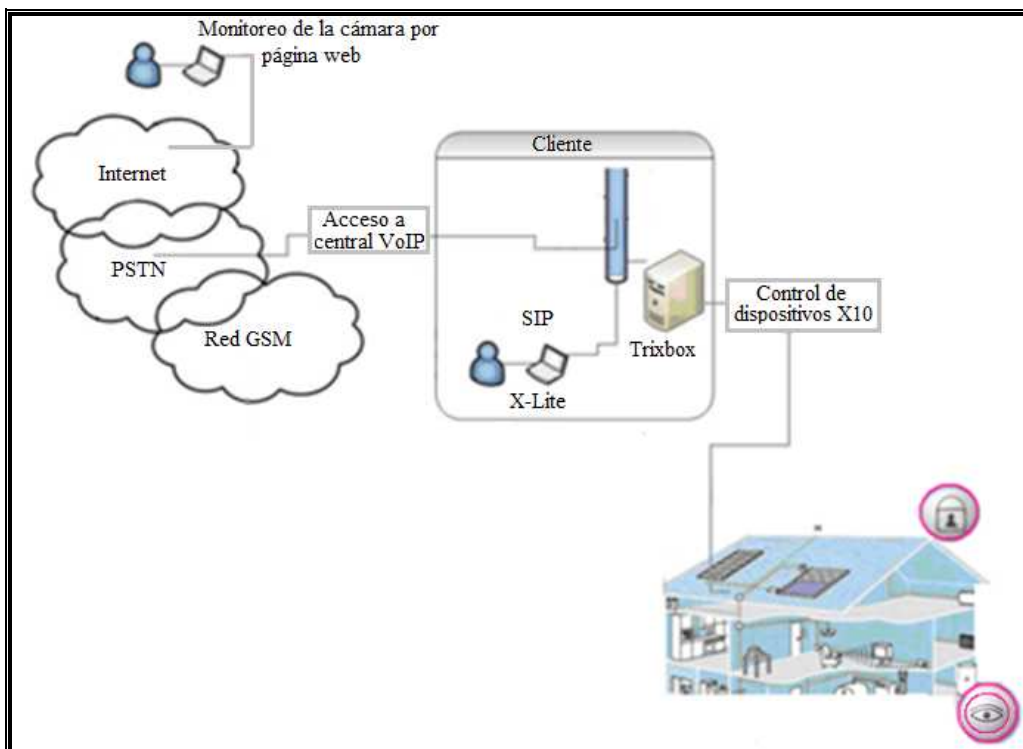 Monitoreo de la cámara por
página web
Internet
PSTN
Red GSM
Acceso a
central VoIP
Cliente
SIP
X-Lite
Trixbox
Control de
dispositivos X10